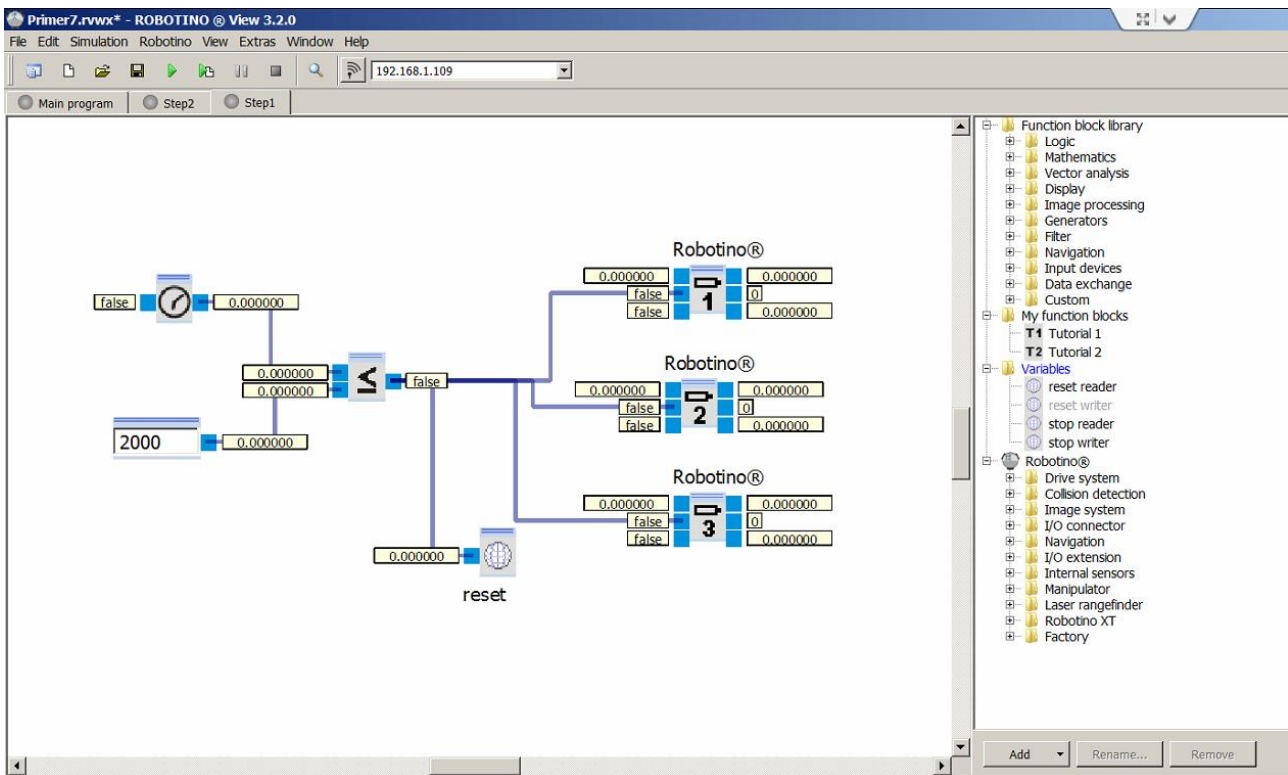 Primer7.rvwx* - ROBOTINO ® View 3.2.0
File Edit Simulation Robotino View Extras Window Help
192.168.1.109
Main program Step2 Step1
Robotino®
0.000000 0.000000
false 1 0
false 0.000000
false 0.000000
Robotino®
0.000000 ≤ false
0.000000
0.000000 0.000000
false 2 0
false 0.000000
2000 0.000000
Robotino®
0.000000 0.000000
false 3 0
false 0.000000
0.000000
reset
Function block library
Logic
Mathematics
Vector analysis
Display
Image processing
Generators
Filter
Navigation
Input devices
Data exchange
Custom
My function blocks
T1 Tutorial 1
T2 Tutorial 2
Variables
reset reader
reset writer
stop reader
stop writer
Robotino®
Drive system
Collision detection
Image system
I/O connector
Navigation
I/O extension
Internal sensors
Manipulator
Laser rangefinder
Robotino XT
Factory
Add Rename... Remove